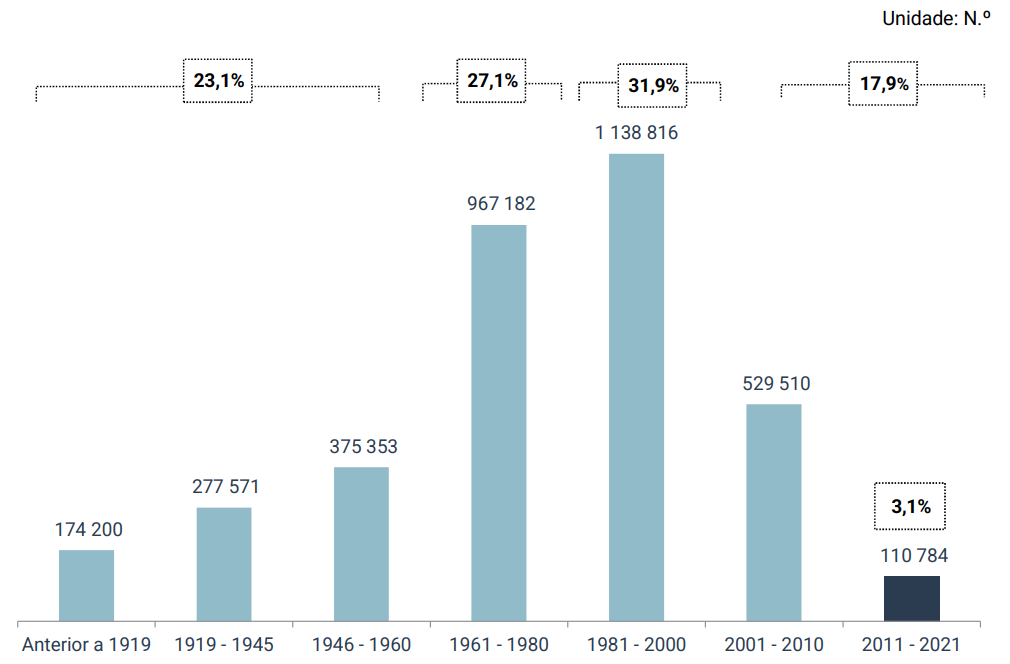 Unidade: N.º
23,1%
27,1%
31,9%
17,9%
1 138 816
967 182
529 510
375 353
277 571
174 200
3,1%
110 784
Anterior a 1919
1919 - 1945
1946 - 1960
1961 - 1980
1981 - 2000
2001 - 2010
2011 - 2021